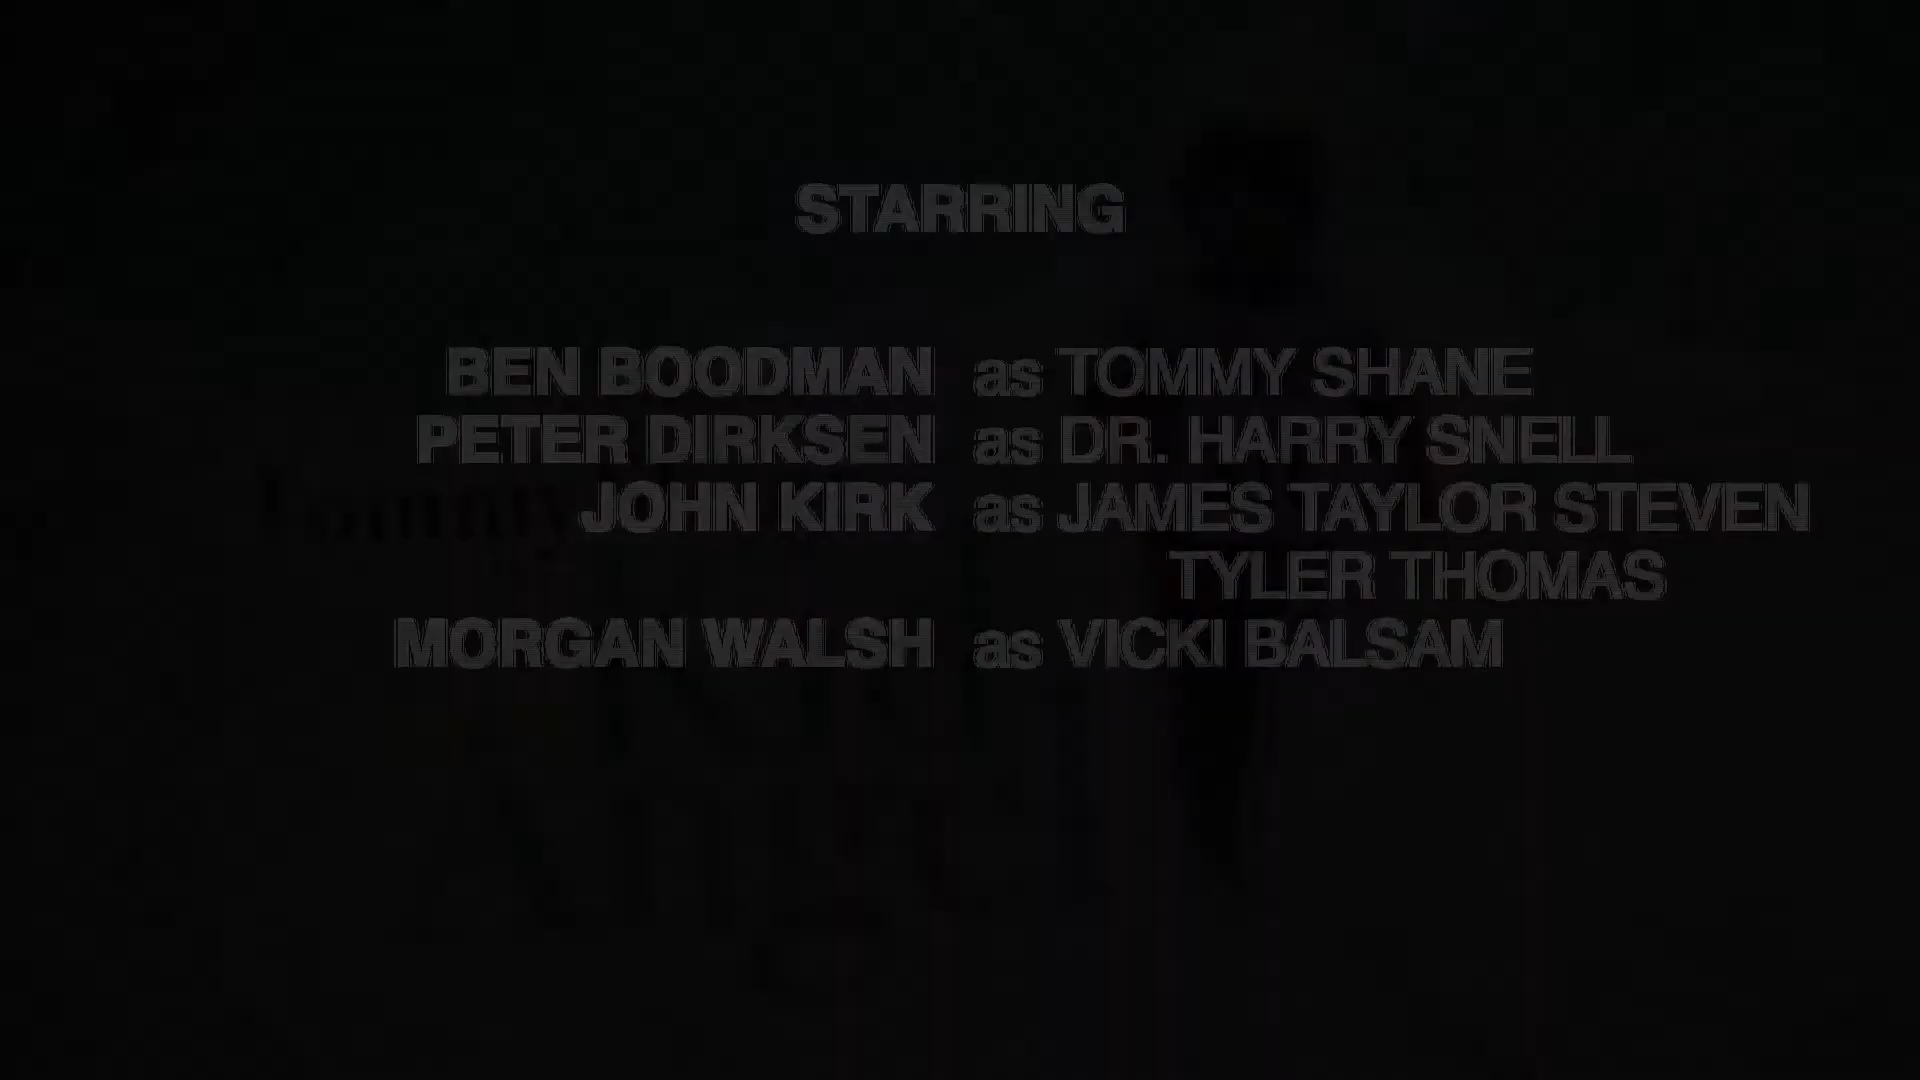 STARRING
BEN BOODMAN as TOMMY SHANE
PETER DIRKSEN as DR. HARRY SNELL
JOHN KIRK as JAMES TAYLOR STEVEN
TYLER THOMAS
MORGAN WALSH as VICKI BALSAM